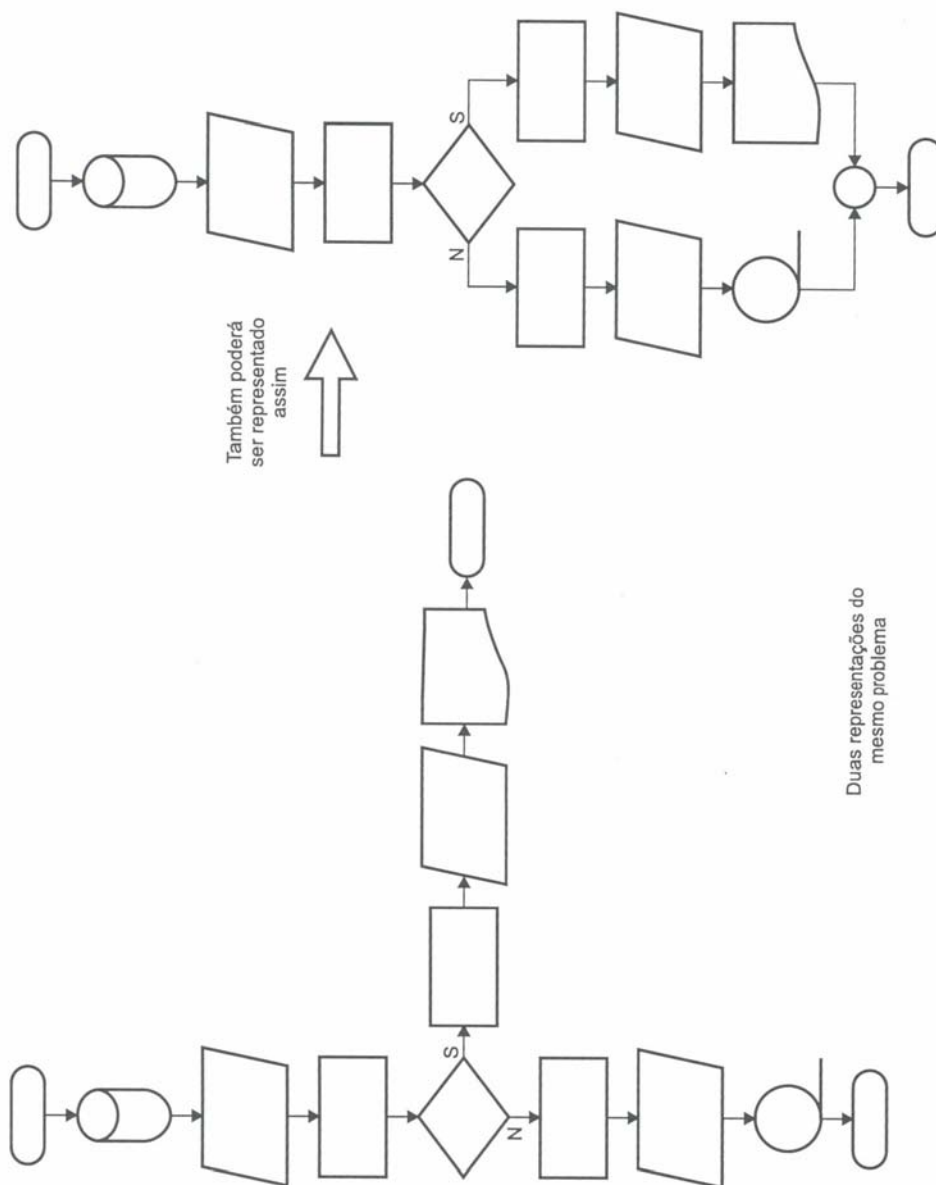 S
N
Também poderá
ser representado
assim
S
N
Duas representações do
mesmo problema